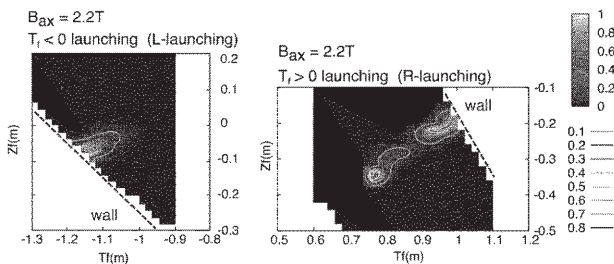 B_ax = 2.2T
T_f < 0 launching (L-launching)
0.2
0.1
0
-0.1
-0.2
-0.3
Zf(m)
wall
-1.3 -1.2 -1.1 -1 -0.9 -0.8
Tf(m)
B_ax = 2.2T
T_f > 0 launching (R-launching)
-0.1
-0.2
-0.3
-0.4
-0.5
Zf(m)
wall
0.5 0.6 0.7 0.8 0.9 1 1.1 1.2
Tf(m)
1
0.8
0.6
0.4
0.2
0
0.1
0.2
0.3
0.4
0.5
0.6
0.7
0.8